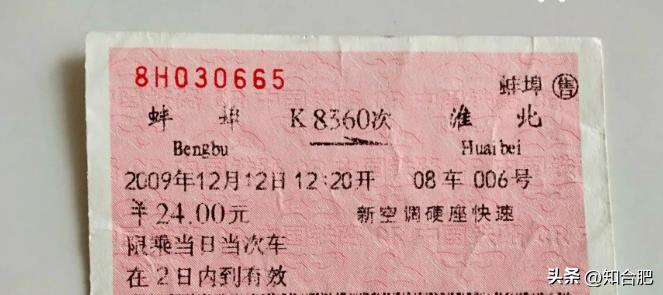 8H030665
蚌埠 售
蚌埠 K8360次 淮北
Bengbu Huaibei
2009年12月12日12:20开 08车006号
￥24.00元 新空调硬座快速
限乘当日当次车
在2日内到有效
头条 @知合肥